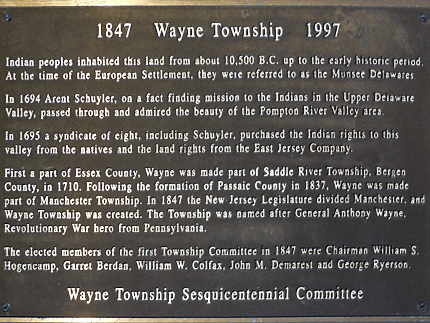 1847 Wayne Township 1997
Indian peoples inhabited this land from about 10,500 B.C. up to the early historic period.
At the time of the European Settlement, they were referred to as the Munsee Delawares.
In 1694 Arent Schuyler, on a fact finding mission to the Indians in the Upper Delaware
Valley, passed through and admired the beauty of the Pompton River Valley area.
In 1695 a syndicate of eight, including Schuyler, purchased the Indian rights to this
valley from the natives and the land rights from the East Jersey Company.
First a part of Essex County, Wayne was made part of Saddle River Township, Bergen
County, in 1710. Following the formation of Passaic County in 1837, Wayne was made
part of Manchester Township. In 1847 the New Jersey Legislature divided Manchester, and
Wayne Township was created. The Township was named after General Anthony Wayne,
Revolutionary War hero from Pennsylvania.
The elected members of the first Township Committee in 1847 were Chairman William S.
Hogencamp, Garret Berdan, William W. Colfax, John M. Demarest and George Ryerson.
Wayne Township Sesquicentennial Committee